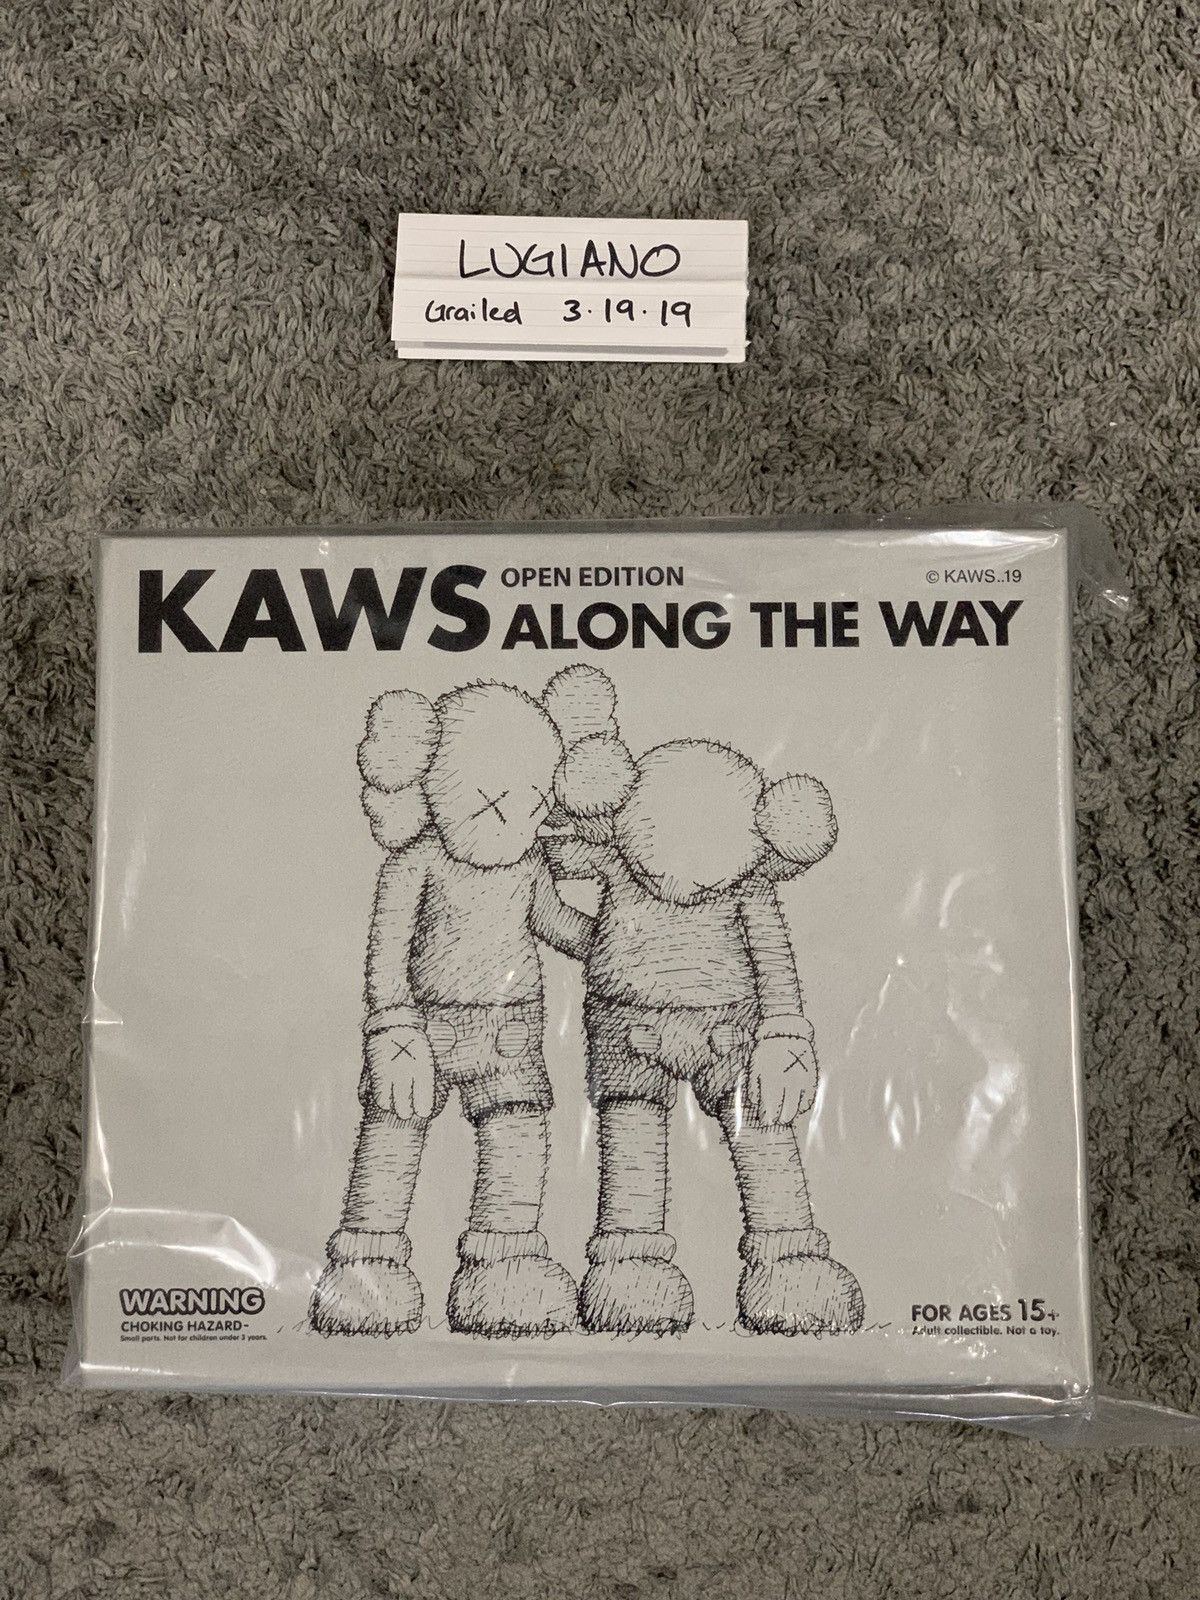 LUGIANO
Grailed 3.19.19
KAWS OPEN EDITION
ALONG THE WAY
© KAWS..19
WARNING
CHOKING HAZARD-
Small parts. Not for children under 3 years.
FOR AGES 15+
Adult collectible. Not a toy.